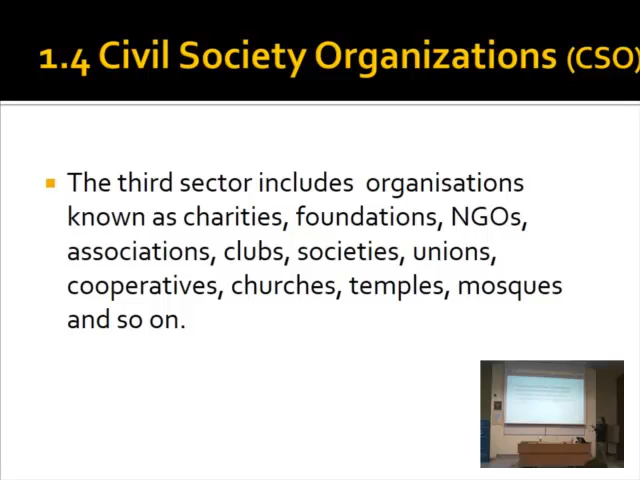 1.4 Civil Society Organizations (CSO)
The third sector includes organisations
known as charities, foundations, NGOs,
associations, clubs, societies, unions,
cooperatives, churches, temples, mosques
and so on.